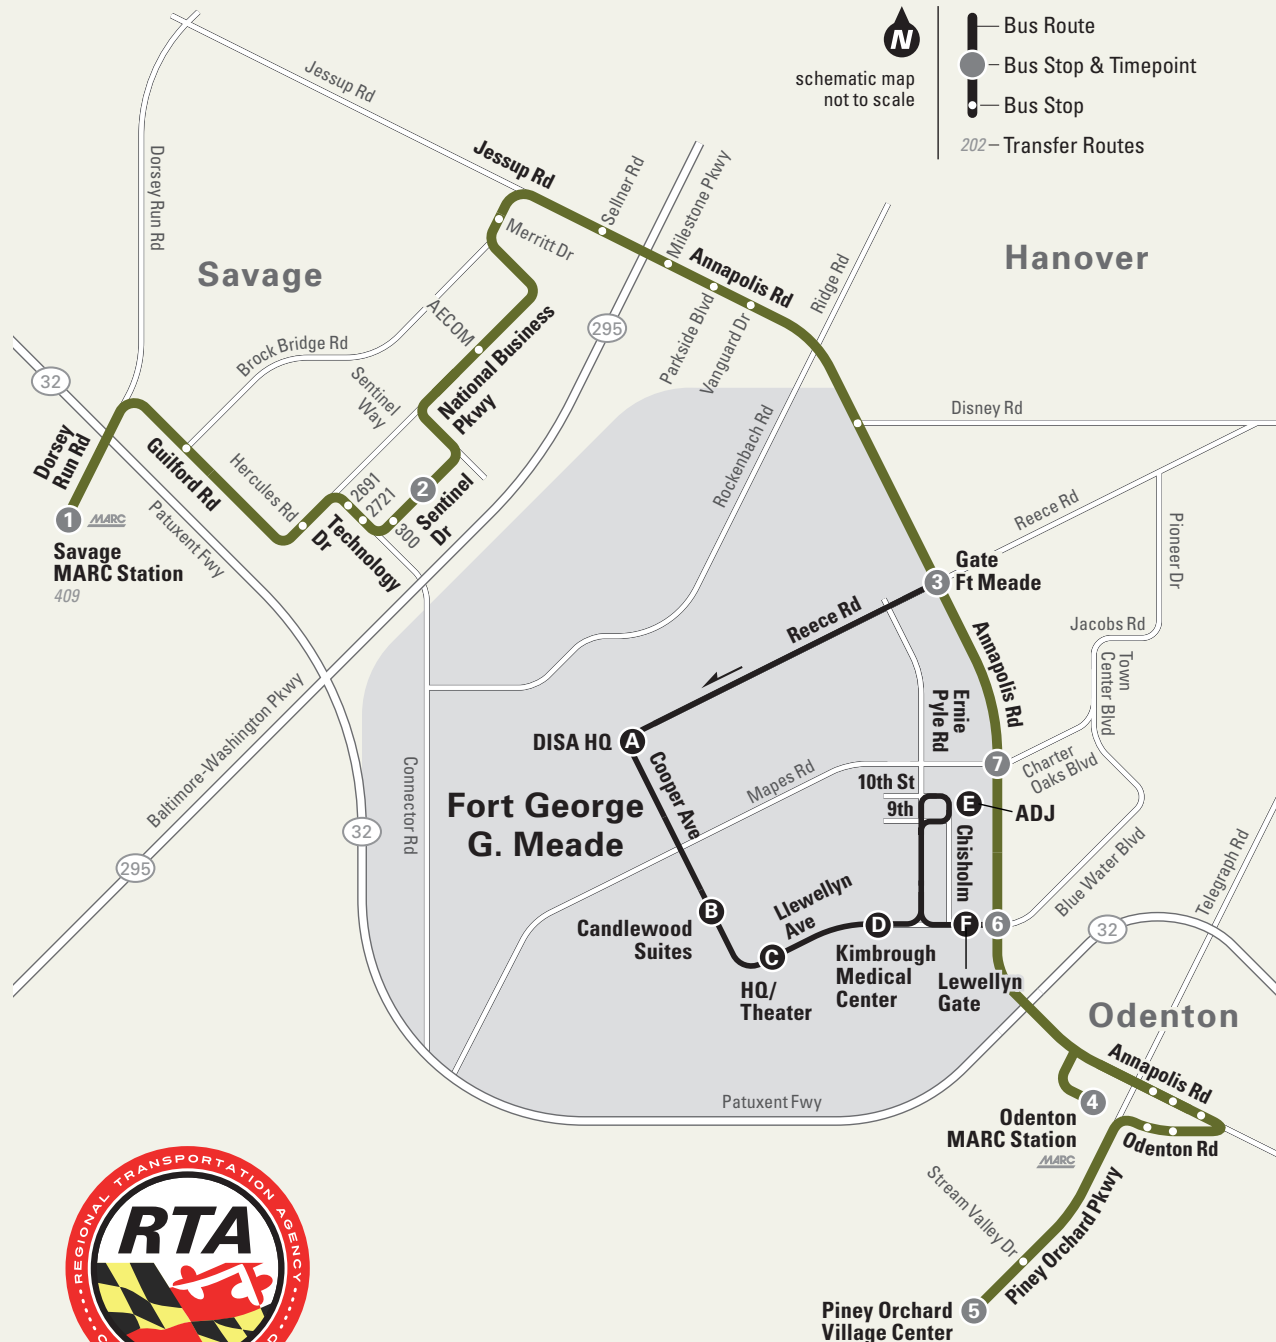 N
schematic map
not to scale
Bus Route
Bus Stop & Timepoint
Bus Stop
202
Transfer Routes
Jessup Rd
Dorsey Run Rd
Jessup Rd
Sellner Rd
Milestone Pkwy
Merritt Dr
Annapolis Rd
Ridge Rd
Hanover
Savage
295
AECOM
National Business
Pkwy
Parkside Blvd
Vanguard Dr
Brock Bridge Rd
32
Sentinel
Way
Rockenbach Rd
Disney Rd
Dorsey
Run Rd
Guilford Rd
Hercules Rd
2691
2721
300
2
Sentinel
Dr
Technology
Dr
Reece Rd
Pioneer Dr
1
MARC
Savage
MARC Station
409
Patuxent Fwy
3
Gate
Ft Meade
Reece Rd
Annapolis Rd
Jacobs Rd
Town
Center Blvd
Ernie
Pyle Rd
Baltimore-Washington Pkwy
DISA HQ
A
Cooper Ave
Mapes Rd
7
Charter
Oaks Blvd
Connector Rd
Fort George
G. Meade
10th St
9th
E
ADJ
Chisholm
32
295
Blue Water Blvd
Telegraph Rd
B
Candlewood
Suites
Llewellyn
Ave
C
HQ/
Theater
D
Kimbrough
Medical
Center
F
Lewellyn
Gate
6
32
Odenton
Annapolis Rd
Patuxent Fwy
4
Odenton
MARC Station
MARC
Odenton Rd
Stream Valley Dr
Piney Orchard Pkwy
5
Piney Orchard
Village Center
REGIONAL TRANSPORTATION AGENCY
RTA